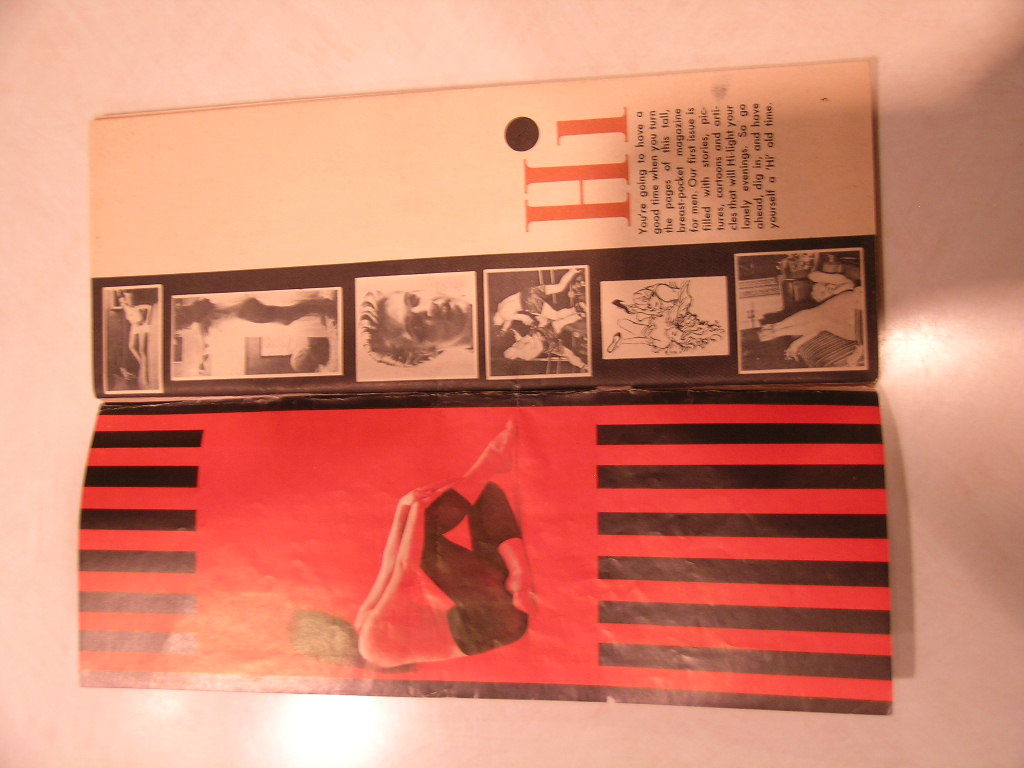 HI
You're going to have a
good time when you turn
the pages of this tall,
breast-pocket magazine
for men. Our first issue is
filled with stories, pic-
tures, cartoons and arti-
cles that will Hi-light your
lonely evenings. So go
ahead, dig in, and have
yourself a 'Hi' old time.